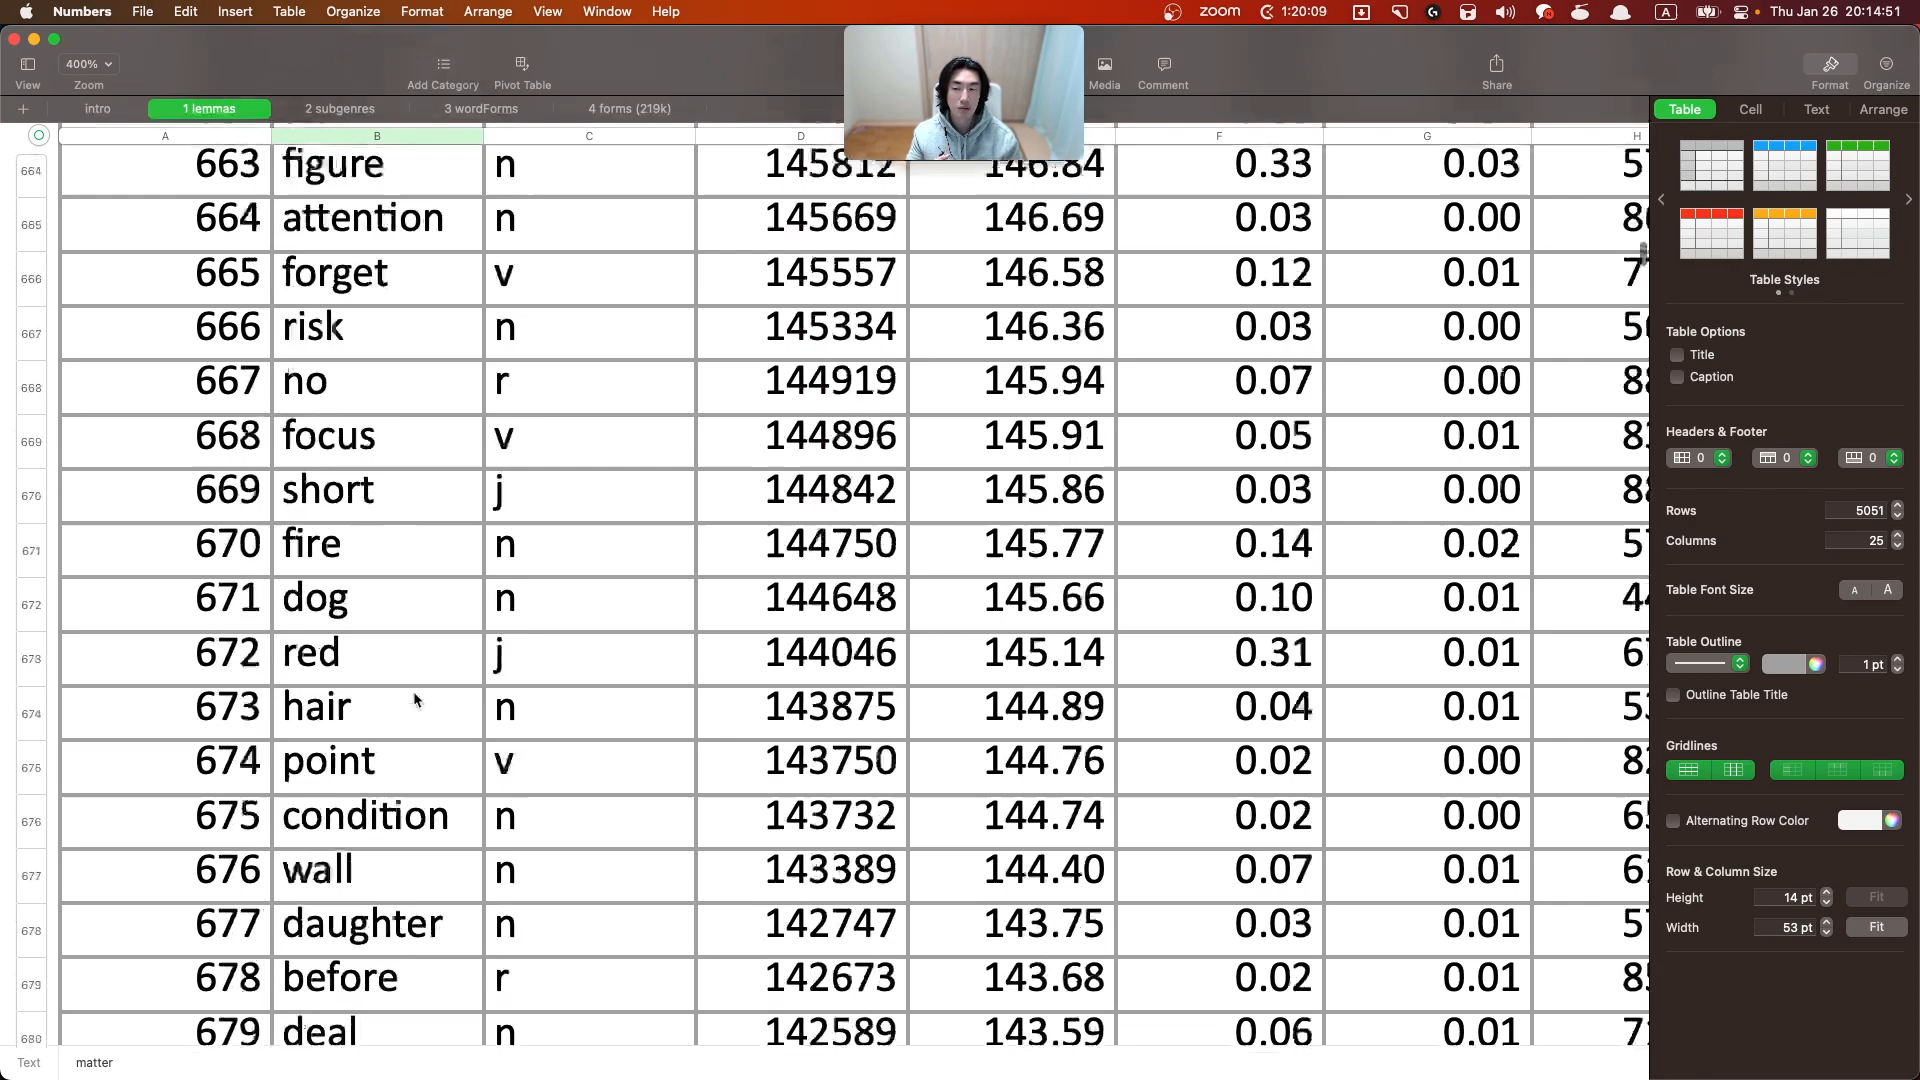 Numbers File Edit Insert Table Organize Format Arrange View Window Help zoom 1:20:09 A Thu Jan 26 20:14:51
400%
View Zoom Add Category Pivot Table Media Comment Share Format Organize
+ intro 1 lemmas 2 subgenres 3 wordForms 4 forms (219k)
Table Cell Text Arrange
A B C D F G H
664 663 figure n 145812 146.84 0.33 0.03
665 664 attention n 145669 146.69 0.03 0.00
666 665 forget v 145557 146.58 0.12 0.01
667 666 risk n 145334 146.36 0.03 0.00
668 667 no r 144919 145.94 0.07 0.00
669 668 focus v 144896 145.91 0.05 0.01
670 669 short j 144842 145.86 0.03 0.00
671 670 fire n 144750 145.77 0.14 0.02
672 671 dog n 144648 145.66 0.10 0.01
673 672 red j 144046 145.14 0.31 0.01
674 673 hair n 143875 144.89 0.04 0.01
675 674 point v 143750 144.76 0.02 0.00
676 675 condition n 143732 144.74 0.02 0.00
677 676 wall n 143389 144.40 0.07 0.01
678 677 daughter n 142747 143.75 0.03 0.01
679 678 before r 142673 143.68 0.02 0.01
680 679 deal n 142589 143.59 0.06 0.01
Text matter
Table Styles
Table Options
Title
Caption
Headers & Footer
0 0 0
Rows 5051
Columns 25
Table Font Size A A
Table Outline
1 pt
Outline Table Title
Gridlines
Alternating Row Color
Row & Column Size
Height 14 pt Fit
Width 53 pt Fit